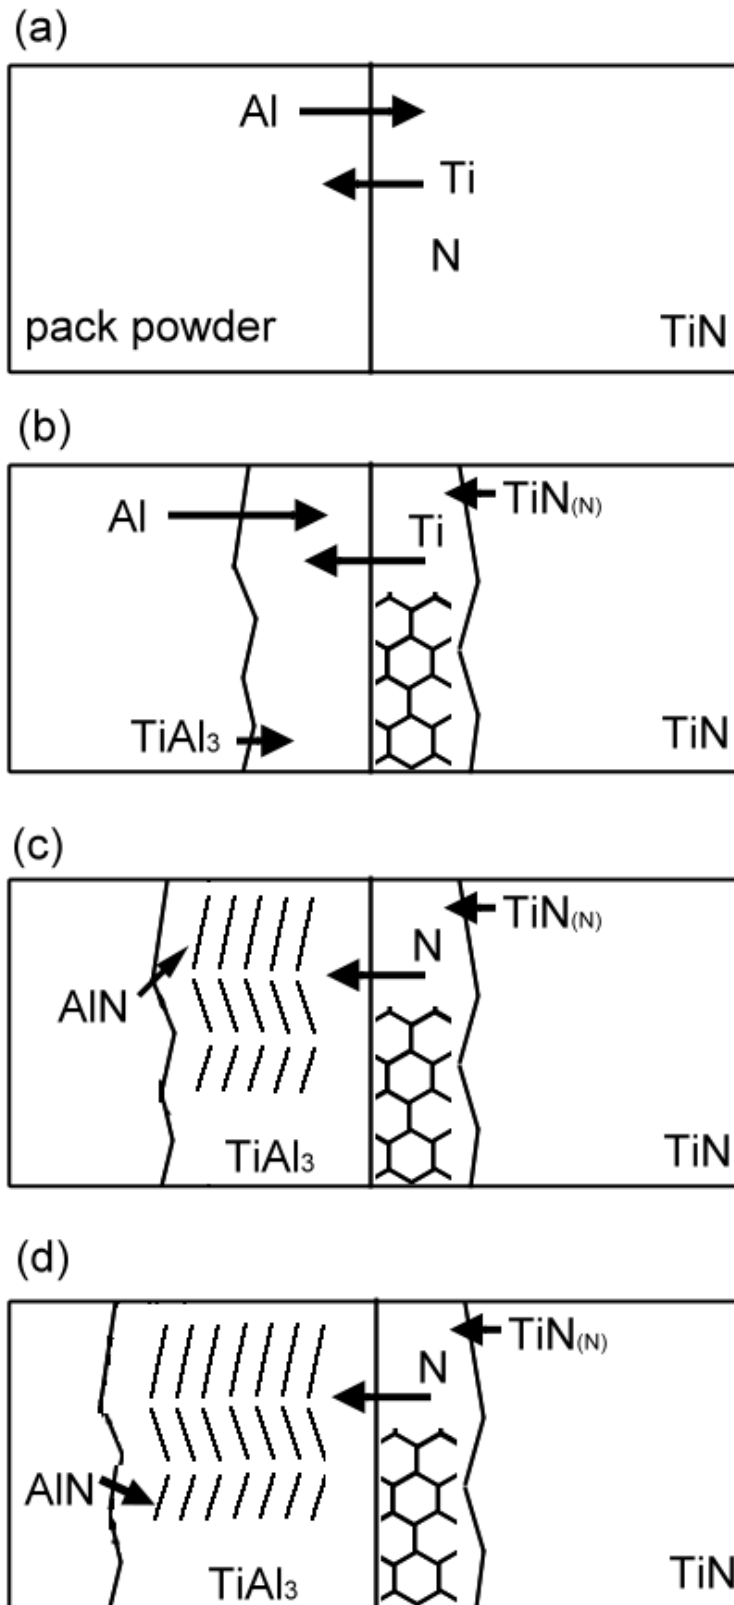 (a)
Al
Ti
N
pack powder
TiN
(b)
Al
TiN(N)
Ti
TiAl3
TiN
(c)
TiN(N)
N
AlN
TiAl3
TiN
(d)
TiN(N)
N
AlN
TiAl3
TiN